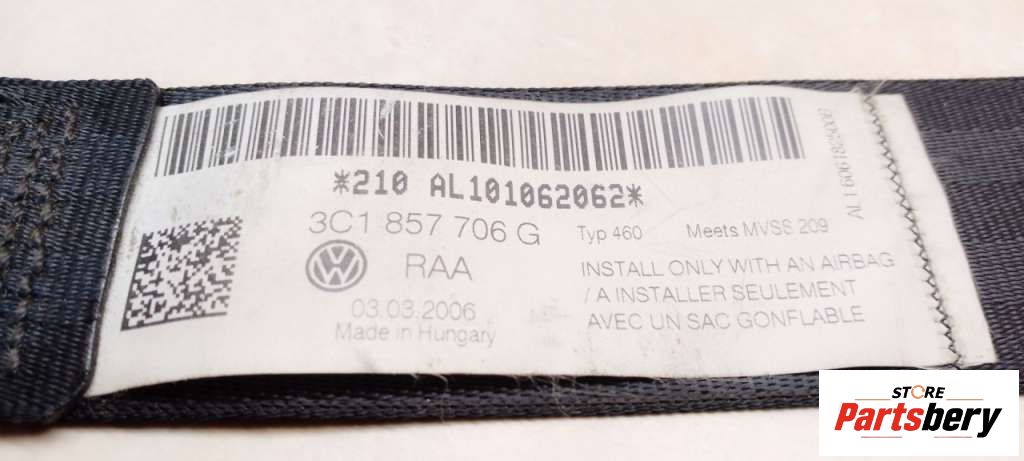 *210 AL101062062*
3C1 857 706 G Typ 460 Meets MVSS 209
RAA
03.03.2006
Made in Hungary
INSTALL ONLY WITH AN AIRBAG
/ A INSTALLER SEULEMENT
AVEC UN SAC GONFLABLE
STORE
Partsbery